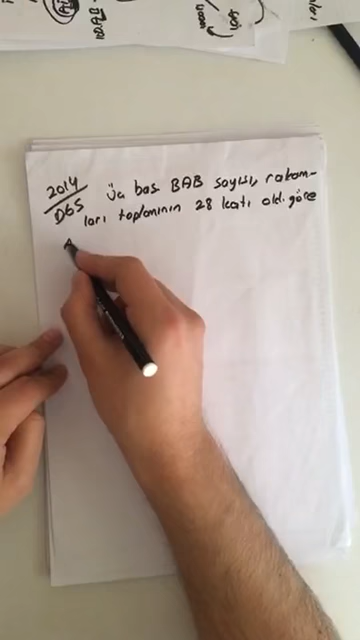 2014
DGS
Üç bas BAB sayısı, rakam-
ları toplamının 28 katı old. göre
A